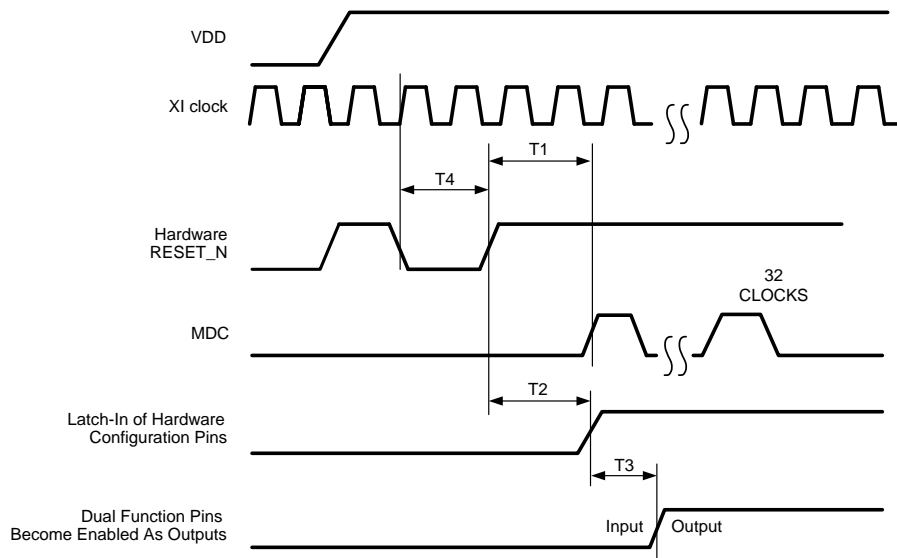 VDD
XI clock
T1
T4
Hardware
RESET_N
32
CLOCKS
MDC
T2
Latch-In of Hardware
Configuration Pins
T3
Dual Function Pins
Become Enabled As Outputs
Input
Output